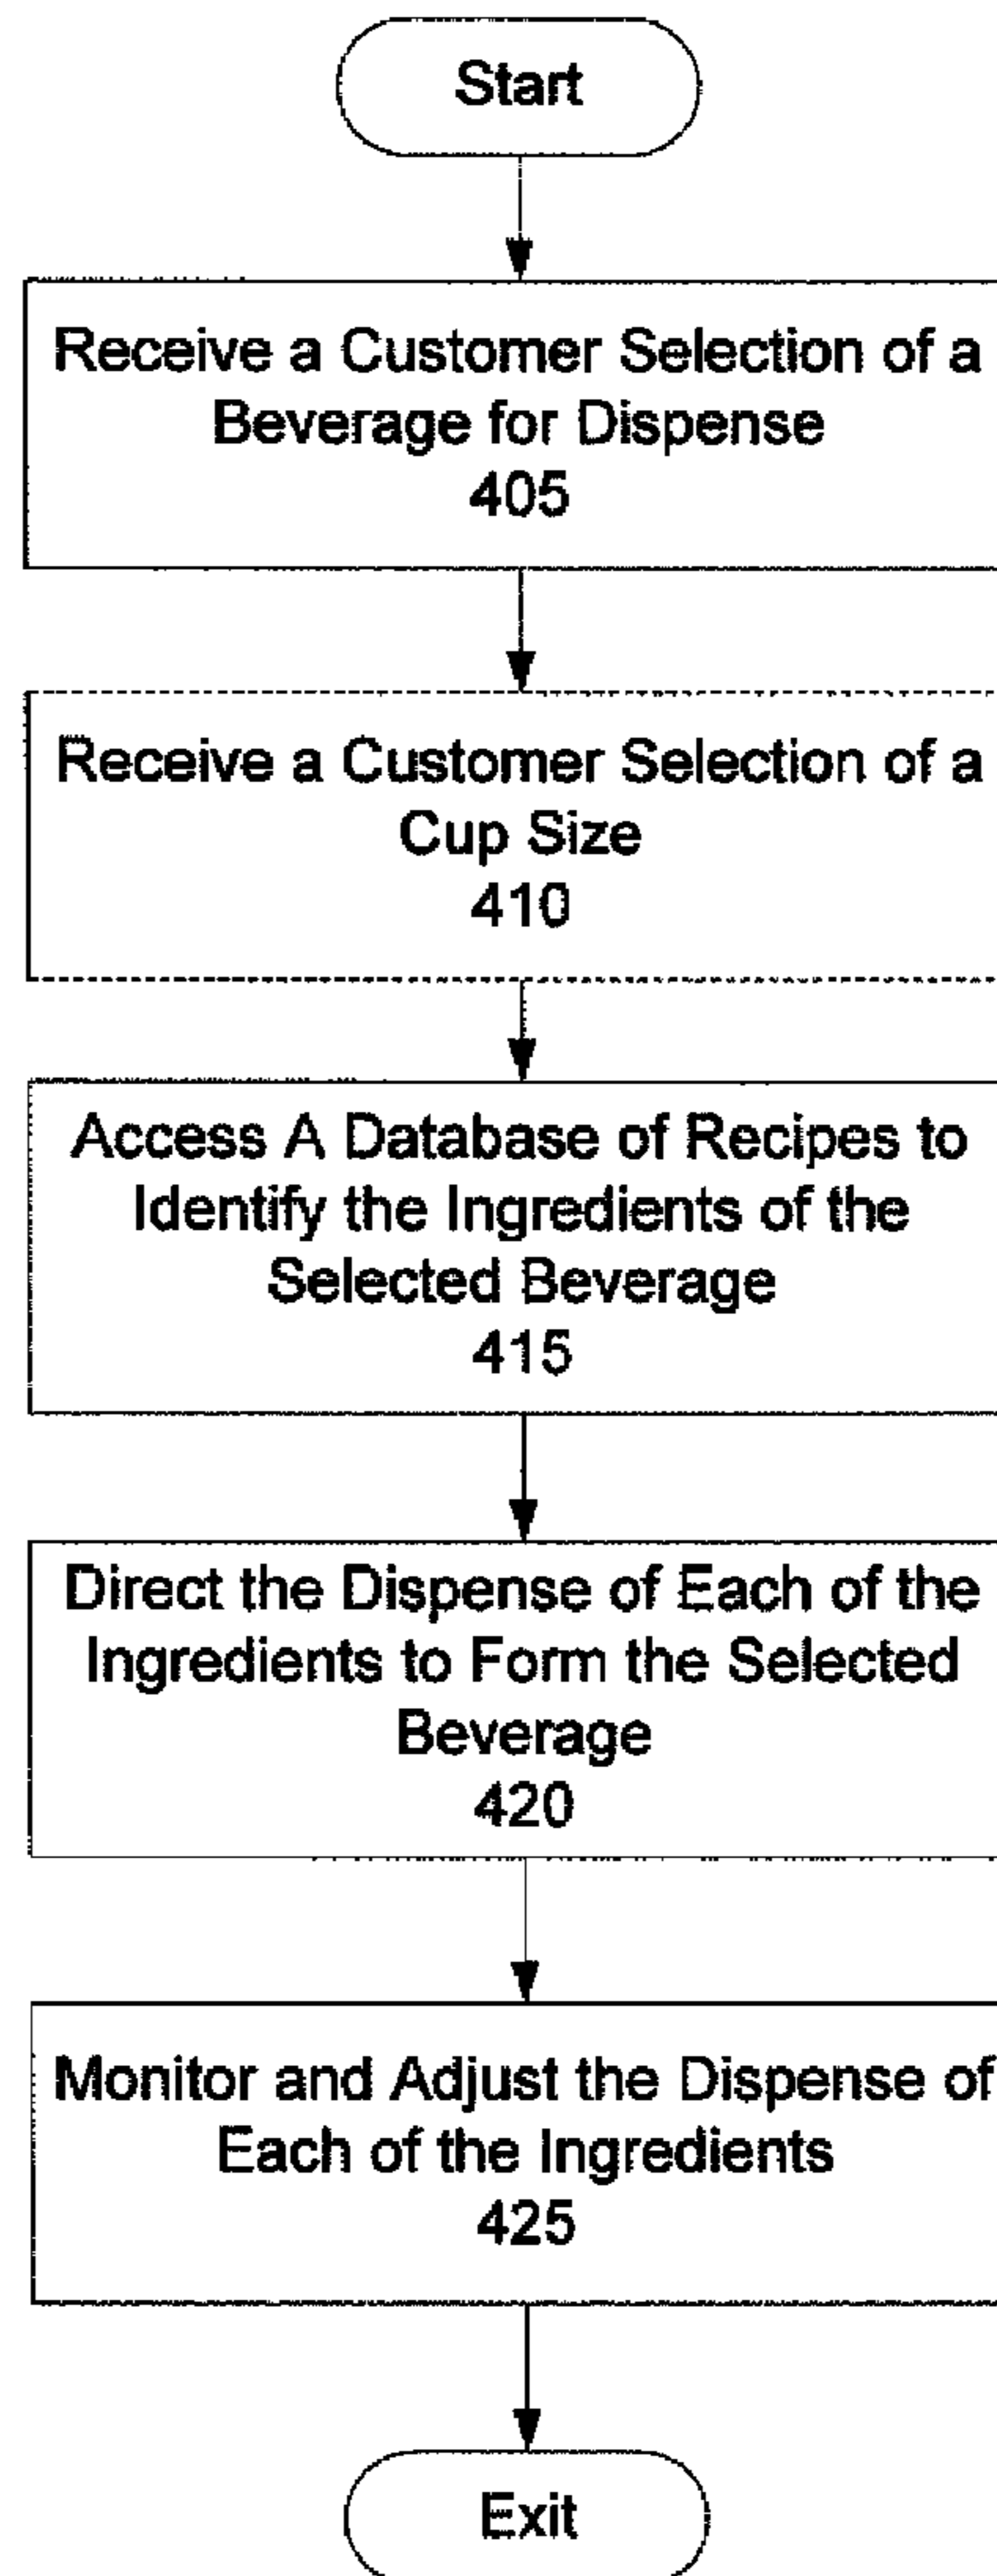 Start
Receive a Customer Selection of a
Beverage for Dispense
405
Receive a Customer Selection of a
Cup Size
410
Access A Database of Recipes to
Identify the Ingredients of the
Selected Beverage
415
Direct the Dispense of Each of the
Ingredients to Form the Selected
Beverage
420
Monitor and Adjust the Dispense of
Each of the Ingredients
425
Exit